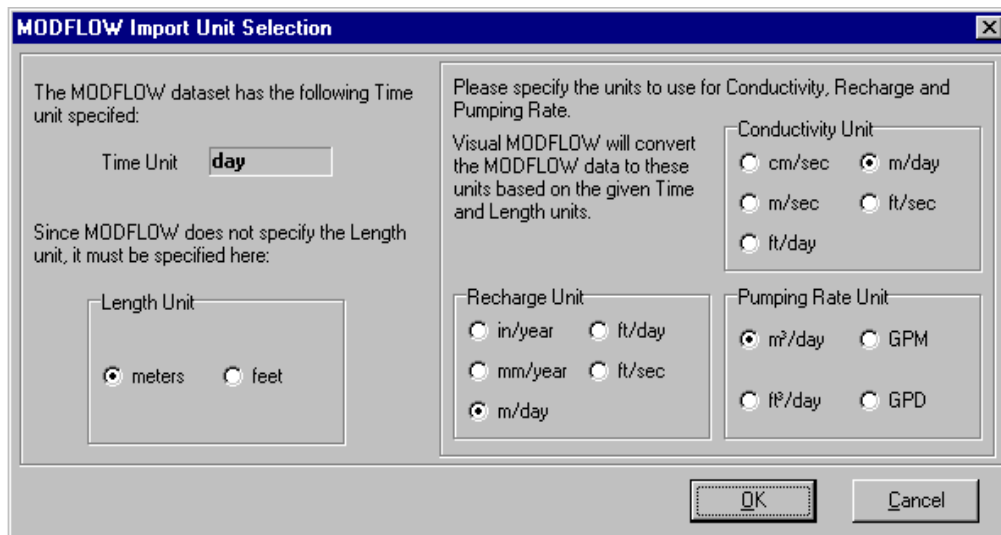 MODFLOW Import Unit Selection
The MODFLOW dataset has the following Time
unit specifed:
Time Unit day
Since MODFLOW does not specify the Length
unit, it must be specified here:
Length Unit
meters feet
Please specify the units to use for Conductivity, Recharge and
Pumping Rate.
Visual MODFLOW will convert
the MODFLOW data to these
units based on the given Time
and Length units.
Conductivity Unit
cm/sec m/day
m/sec ft/sec
ft/day
Recharge Unit
in/year ft/day
mm/year ft/sec
m/day
Pumping Rate Unit
m³/day GPM
ft³/day GPD
OK Cancel